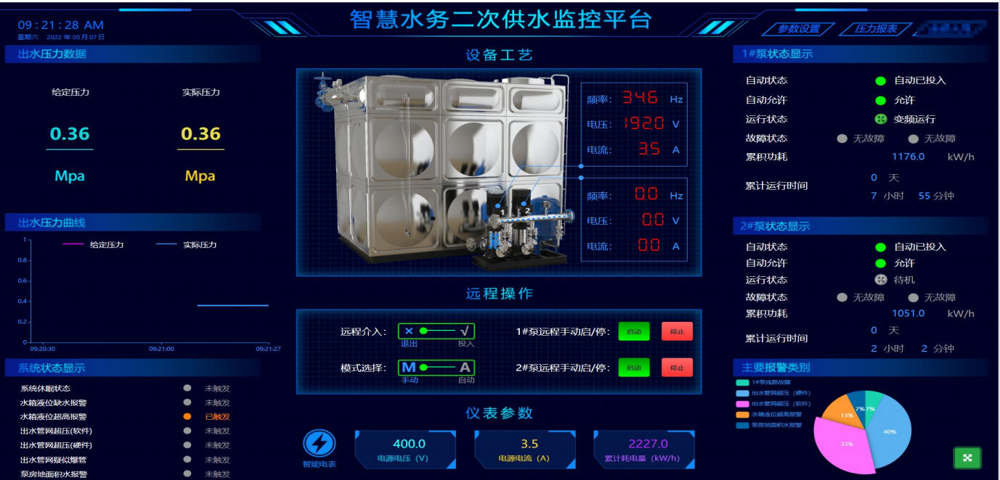 09:21:28 AM
星期六 2022年05月07日
智慧水务二次供水监控平台
参数设置
压力报表
出水压力数据
给定压力 实际压力
0.36 0.36
Mpa Mpa
出水压力曲线
给定压力 实际压力
1
0.8
0.6
0.4
0.2
0
09:20:30 09:21:00 09:21:27
系统状态显示
系统休眠状态 未触发
水箱液位缺水报警 未触发
水箱液位超高报警 已触发
出水管网超压(软件) 未触发
出水管网超压(硬件) 未触发
出水管网疑似爆管 未触发
泵房地面积水报警 未触发
设备工艺
频率: 34.6 Hz
电压: 192.0 V
电流: 3.5 A
频率: 0.0 Hz
电压: 0.0 V
电流: 0.0 A
1 2
远程操作
远程介入: × √
退出 投入
1#泵远程手动启/停: 启动 停止
模式选择: M A
手动 自动
2#泵远程手动启/停: 启动 停止
仪表参数
智能电表
400.0
电源电压（V）
3.5
电源电流（A）
2227.0
累计耗电量（kW/h）
1#泵状态显示
自动状态 自动已投入
自动允许 允许
运行状态 变频运行
故障状态 无故障 无故障
累积功耗 1176.0 kW/h
累计运行时间 0 天
7 小时 55 分钟
2#泵状态显示
自动状态 自动已投入
自动允许 允许
运行状态 待机
故障状态 无故障 无故障
累积功耗 1051.0 kW/h
累计运行时间 0 天
2 小时 2 分钟
主要报警类别
1#泵线路故障
出水管网超压（硬件）
出水管网超压（软件）
水箱液位超高报警
泵房地面积水报警
7% 7%
13%
40%
33%